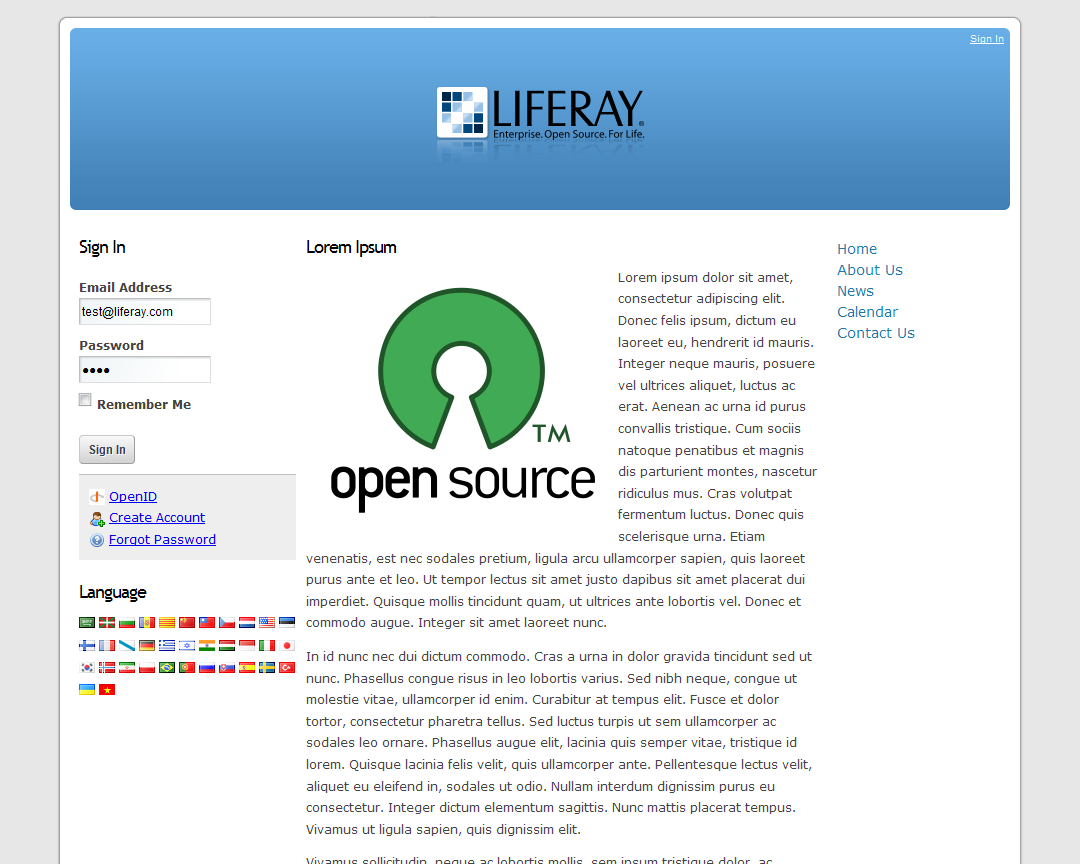 Sign In
LIFERAY®
Enterprise. Open Source. For Life.
Sign In
Email Address
test@liferay.com
Password
Remember Me
Sign In
OpenID
Create Account
Forgot Password
Language
Lorem Ipsum
open source
TM
Lorem ipsum dolor sit amet,
consectetur adipiscing elit.
Donec felis ipsum, dictum eu
laoreet eu, hendrerit id mauris.
Integer neque mauris, posuere
vel ultrices aliquet, luctus ac
erat. Aenean ac urna id purus
convallis tristique. Cum sociis
natoque penatibus et magnis
dis parturient montes, nascetur
ridiculus mus. Cras volutpat
fermentum luctus. Donec quis
scelerisque urna. Etiam
venenatis, est nec sodales pretium, ligula arcu ullamcorper sapien, quis laoreet
purus ante et leo. Ut tempor lectus sit amet justo dapibus sit amet placerat dui
imperdiet. Quisque mollis tincidunt quam, ut ultrices ante lobortis vel. Donec et
commodo augue. Integer sit amet laoreet nunc.
In id nunc nec dui dictum commodo. Cras a urna in dolor gravida tincidunt sed ut
nunc. Phasellus congue risus in leo lobortis varius. Sed nibh neque, congue ut
molestie vitae, ullamcorper id enim. Curabitur at tempus elit. Fusce et dolor
tortor, consectetur pharetra tellus. Sed luctus turpis ut sem ullamcorper ac
sodales leo ornare. Phasellus augue elit, lacinia quis semper vitae, tristique id
lorem. Quisque lacinia felis velit, quis ullamcorper ante. Pellentesque lectus velit,
aliquet eu eleifend in, sodales ut odio. Nullam interdum dignissim purus eu
consectetur. Integer dictum elementum sagittis. Nunc mattis placerat tempus.
Vivamus ut ligula sapien, quis dignissim elit.
Vivamus sollicitudin, neque ac lobortis mollis, sem ipsum tristique dolor, ac
Home
About Us
News
Calendar
Contact Us